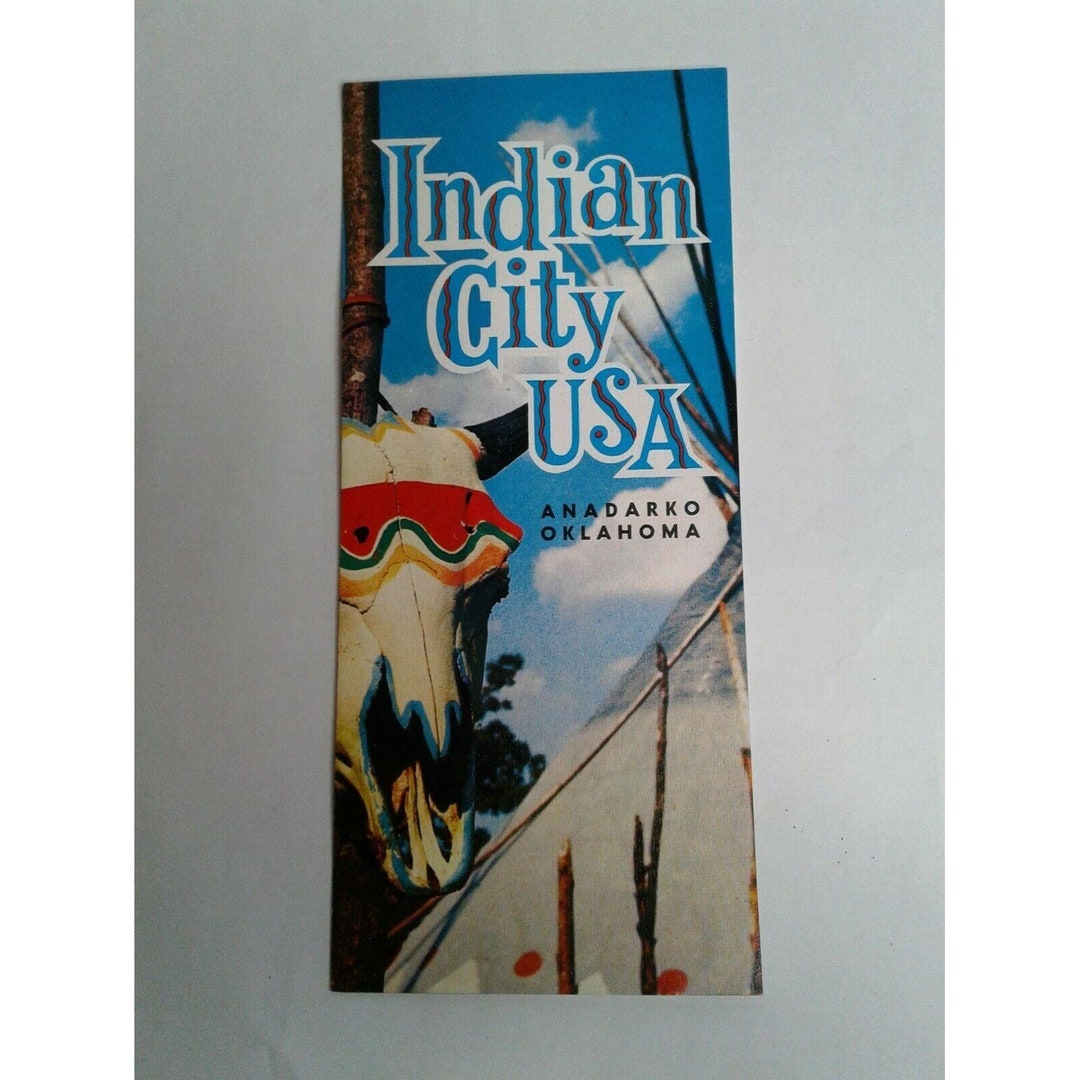 Indian
City
USA
ANADARKO
OKLAHOMA